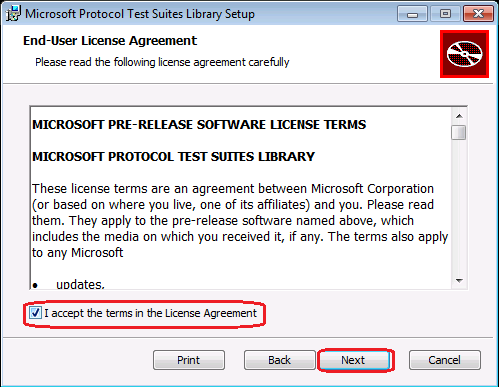 Microsoft Protocol Test Suites Library Setup
End-User License Agreement
Please read the following license agreement carefully
MICROSOFT PRE-RELEASE SOFTWARE LICENSE TERMS
MICROSOFT PROTOCOL TEST SUITES LIBRARY
These license terms are an agreement between Microsoft Corporation
(or based on where you live, one of its affiliates) and you. Please read
them. They apply to the pre-release software named above, which
includes the media on which you received it, if any. The terms also apply
to any Microsoft
• updates,
I accept the terms in the License Agreement
Print Back Next Cancel